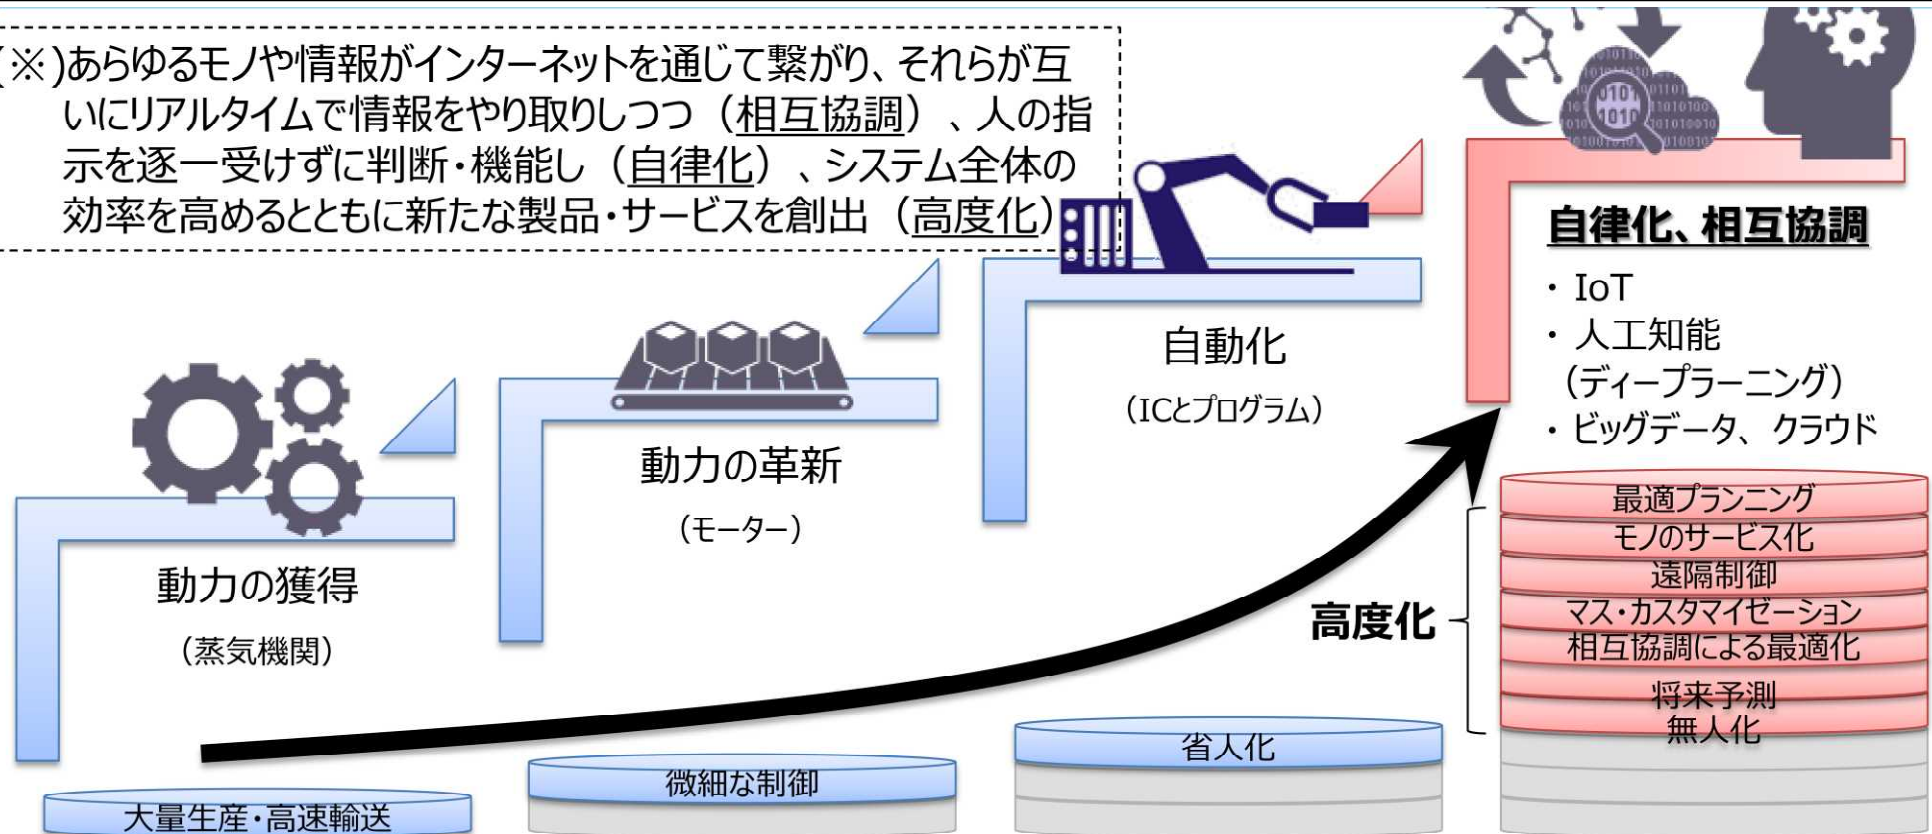 (※)あらゆるモノや情報がインターネットを通じて繋がり、それらが互
いにリアルタイムで情報をやり取りしつつ（相互協調）、人の指
示を逐一受けずに判断・機能し（自律化）、システム全体の
効率を高めるとともに新たな製品・サービスを創出（高度化）
動力の獲得
（蒸気機関）
大量生産・高速輸送
動力の革新
（モーター）
微細な制御
自動化
（ICとプログラム）
省人化
自律化、相互協調
・ IoT
・ 人工知能
（ディープラーニング）
・ ビッグデータ、クラウド
高度化
最適プランニング
モノのサービス化
遠隔制御
マス・カスタマイゼーション
相互協調による最適化
将来予測
無人化